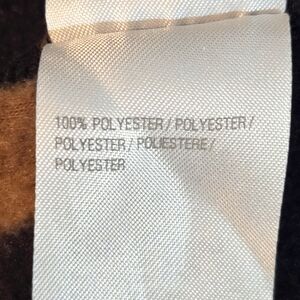 100% POLYESTER / POLYESTER /
POLYESTER / POLIESTERE /
POLYESTER